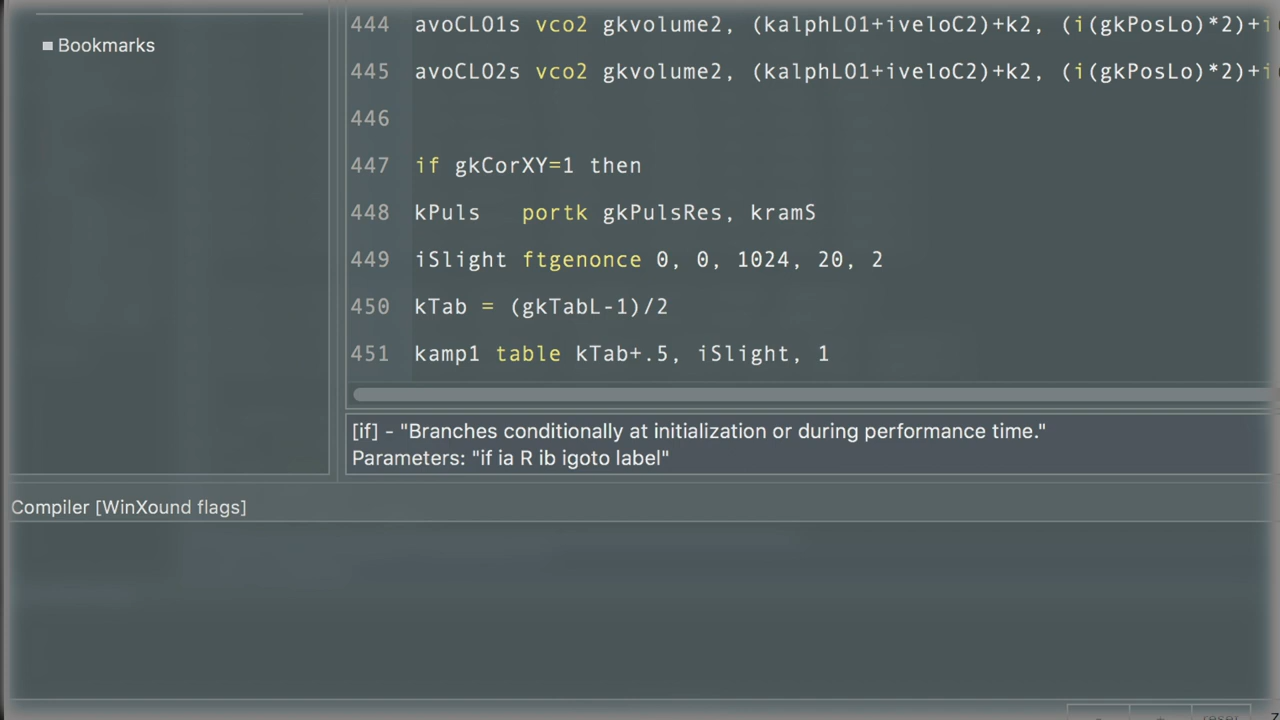 Bookmarks
444 avoCLO1s vco2 gkvolume2, (kalphLO1+iveloC2)+k2, (i(gkPosLo)*2)+i
445 avoCLO2s vco2 gkvolume2, (kalphLO1+iveloC2)+k2, (i(gkPosLo)*2)+i
446
447 if gkCorXY=1 then
448 kPuls portk gkPulsRes, kramS
449 iSlight ftgenonce 0, 0, 1024, 20, 2
450 kTab = (gkTabL-1)/2
451 kamp1 table kTab+.5, iSlight, 1
[if] - "Branches conditionally at initialization or during performance time."
Parameters: "if ia R ib igoto label"
Compiler [WinXound flags]